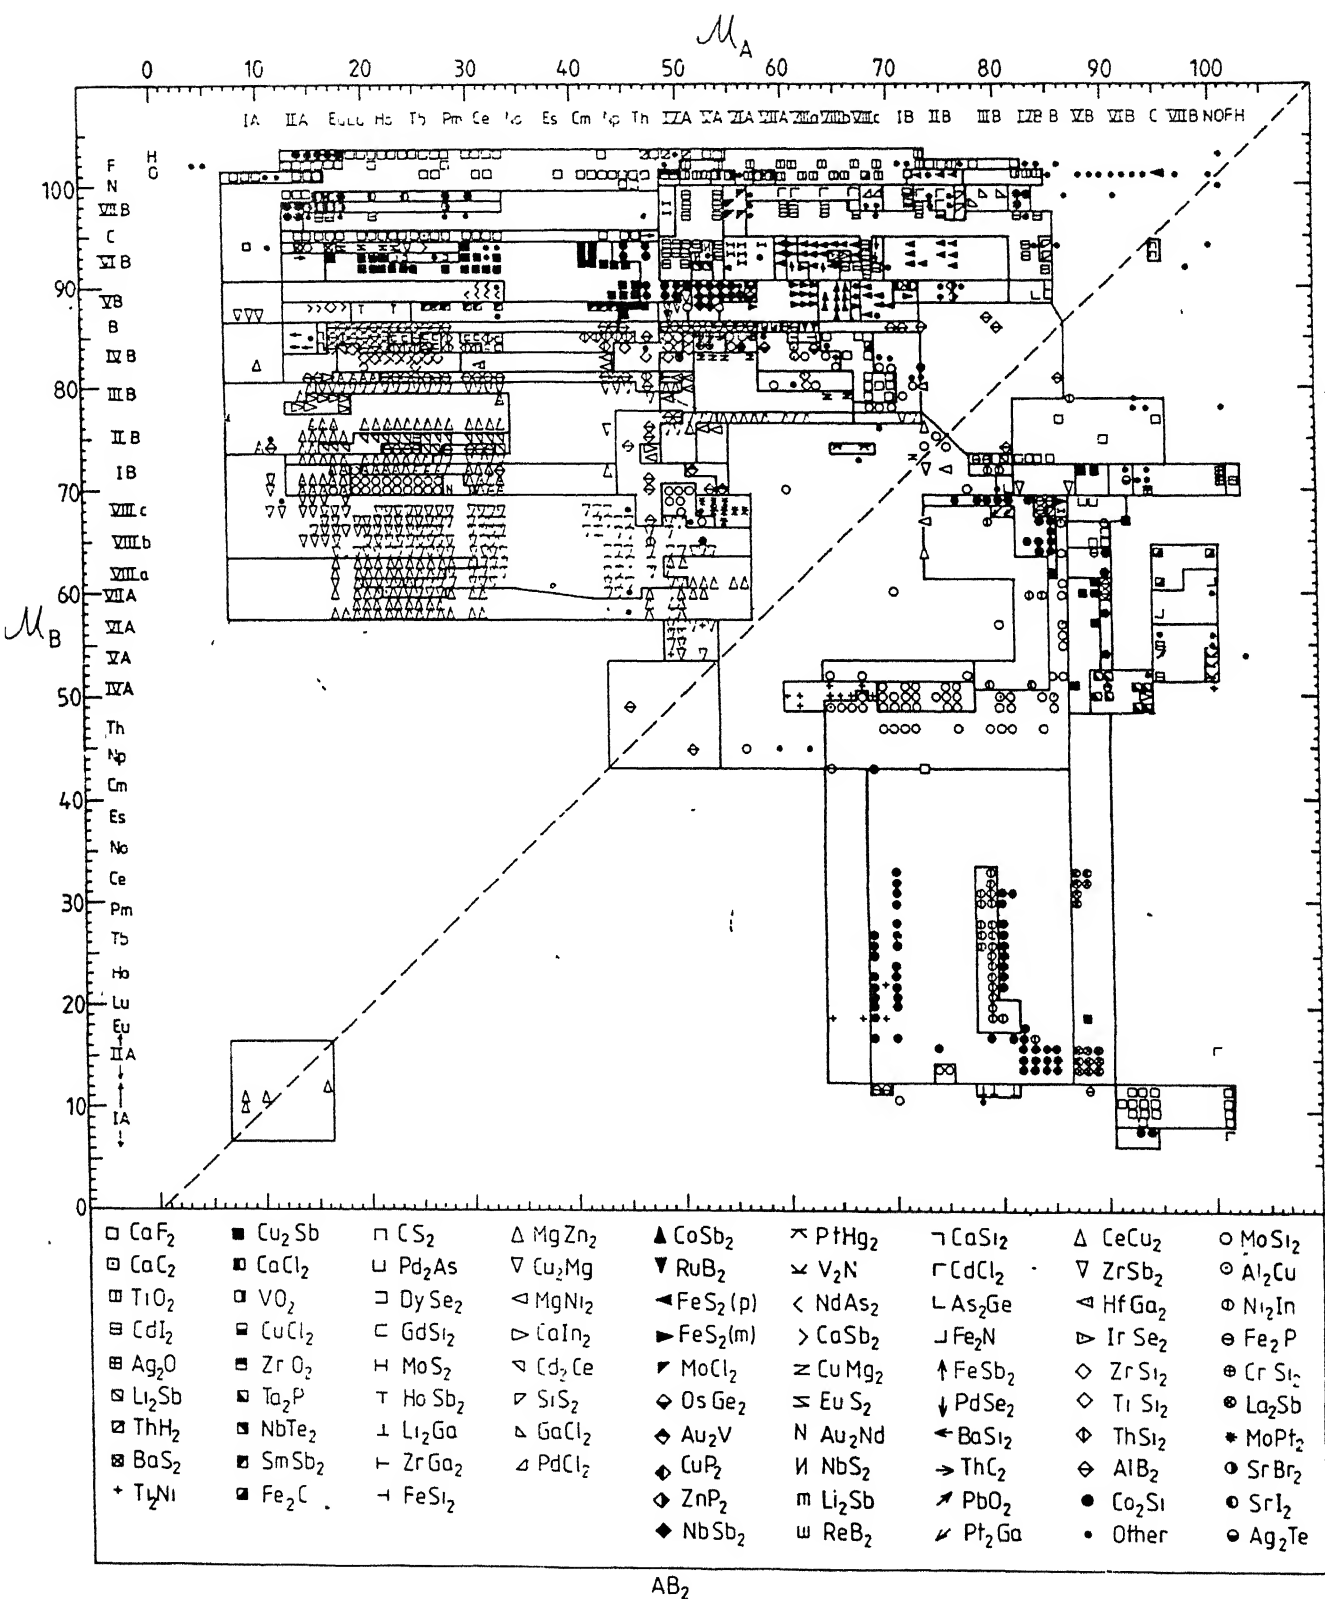 ℳ_A
0 10 20 30 40 50 60 70 80 90 100
IA IIA EuLu Ho Tb Pm Ce No Es Cm Np Th IVA VA VIA VIIA VIIIa VIIIb VIIIc IB IIB IIIB IVB B VB VIB C VIIB NOFH
H
F
O
100
N
VIIB
C
VIB
90
VB
B
IVB
80
IIIB
IIB
IB
70
VIIIc
VIIIb
VIIIa
60
VIIA
ℳ_B
VIA
VA
50
IVA
Th
Np
Cm
40
Es
No
Ce
30
Pm
Tb
Ho
20
Lu
Eu
IIA
10
IA
0
CaF₂ Cu₂Sb CS₂ MgZn₂ CoSb₂ PtHg₂ CaSi₂ CeCu₂ MoSi₂
CaC₂ CaCl₂ Pd₂As Cu₂Mg RuB₂ V₂N CdCl₂ ZrSb₂ Al₂Cu
TiO₂ VO₂ DySe₂ MgNi₂ FeS₂(p) NdAs₂ As₂Ge HfGa₂ Ni₂In
CdI₂ CuCl₂ GdSi₂ CaIn₂ FeS₂(m) CaSb₂ Fe₂N IrSe₂ Fe₂P
Ag₂O ZrO₂ MoS₂ Cd₂Ce MoCl₂ CuMg₂ FeSb₂ ZrSi₂ CrSi₂
Li₂Sb Ta₂P HoSb₂ SiS₂ OsGe₂ EuS₂ PdSe₂ TiSi₂ La₂Sb
ThH₂ NbTe₂ Li₂Ga GaCl₂ Au₂V Au₂Nd BaSi₂ ThSi₂ MoPt₂
BaS₂ SmSb₂ ZrGa₂ PdCl₂ CuP₂ NbS₂ ThC₂ AlB₂ SrBr₂
Ti₂Ni Fe₂C FeSi₂ ZnP₂ Li₂Sb PbO₂ Co₂Si SrI₂
NbSb₂ ReB₂ Pt₂Ga Other Ag₂Te
AB₂